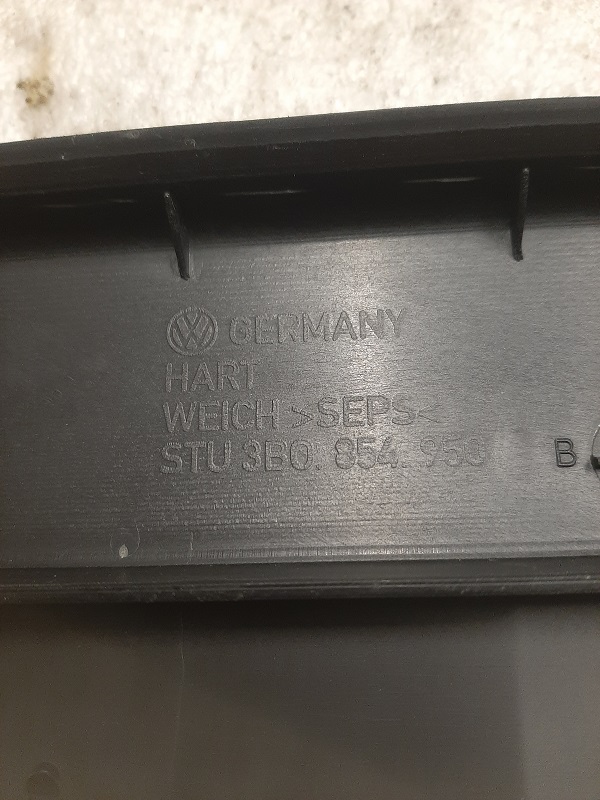 GERMANY
HART
WEICH >SEPS<
STU 3B0. 854. 950 B